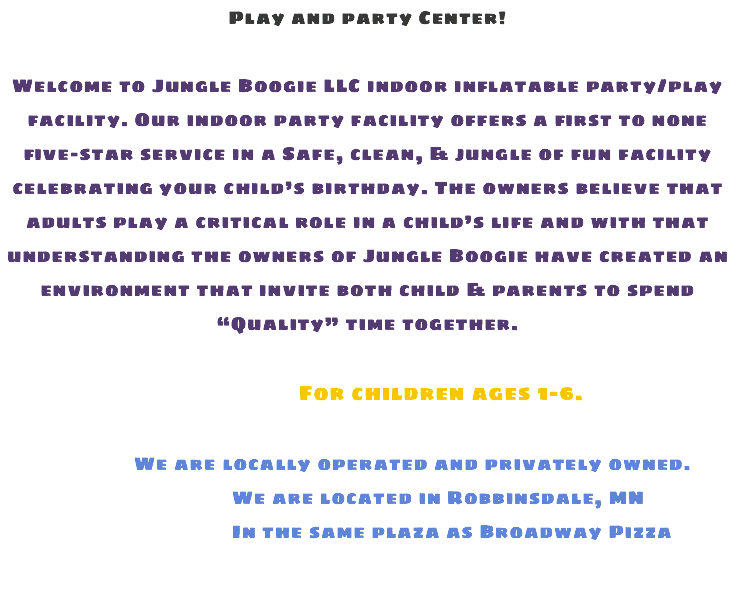 Play and party Center!
Welcome to Jungle Boogie LLC indoor inflatable party/play
facility. Our indoor party facility offers a first to none
five-star service in a Safe, clean, & jungle of fun facility
celebrating your child's birthday. The owners believe that
adults play a critical role in a child's life and with that
understanding the owners of Jungle Boogie have created an
environment that invite both child & parents to spend
“Quality” time together.
For children ages 1-6.
We are locally operated and privately owned.
We are located in Robbinsdale, MN
In the same plaza as Broadway Pizza